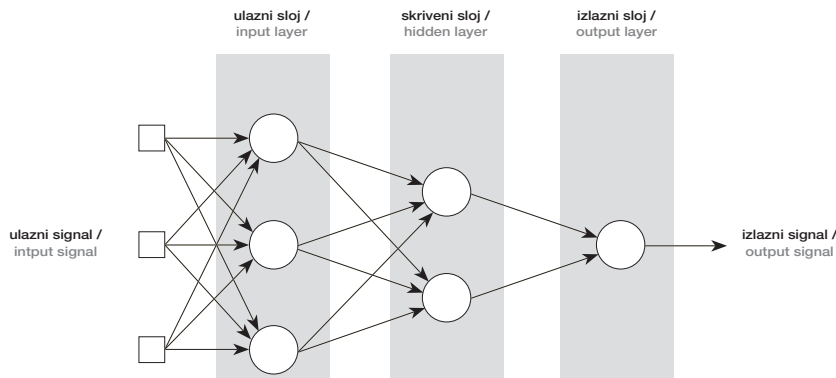 ulazni sloj /
input layer
skriveni sloj /
hidden layer
izlazni sloj /
output layer
ulazni signal /
intput signal
izlazni signal /
output signal